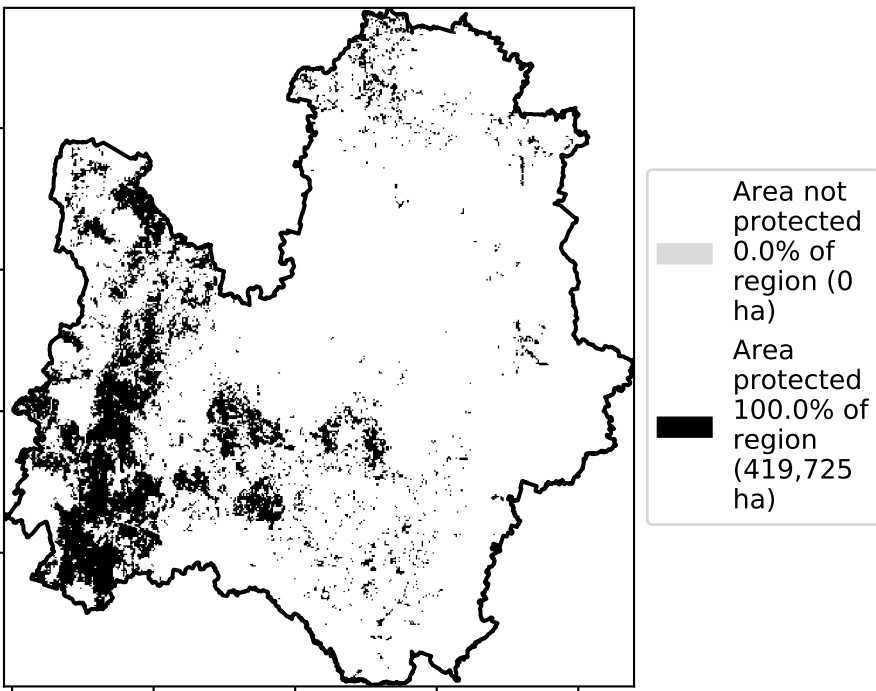 Area not
protected
0.0% of
region (0
ha)
Area
protected
100.0% of
region
(419,725
ha)